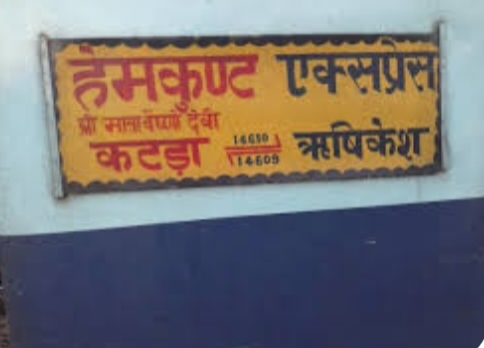 हेमकुण्ट एक्सप्रेस
श्री माता वैष्णो देवी
कटड़ा 14610 ऋषिकेश
14609